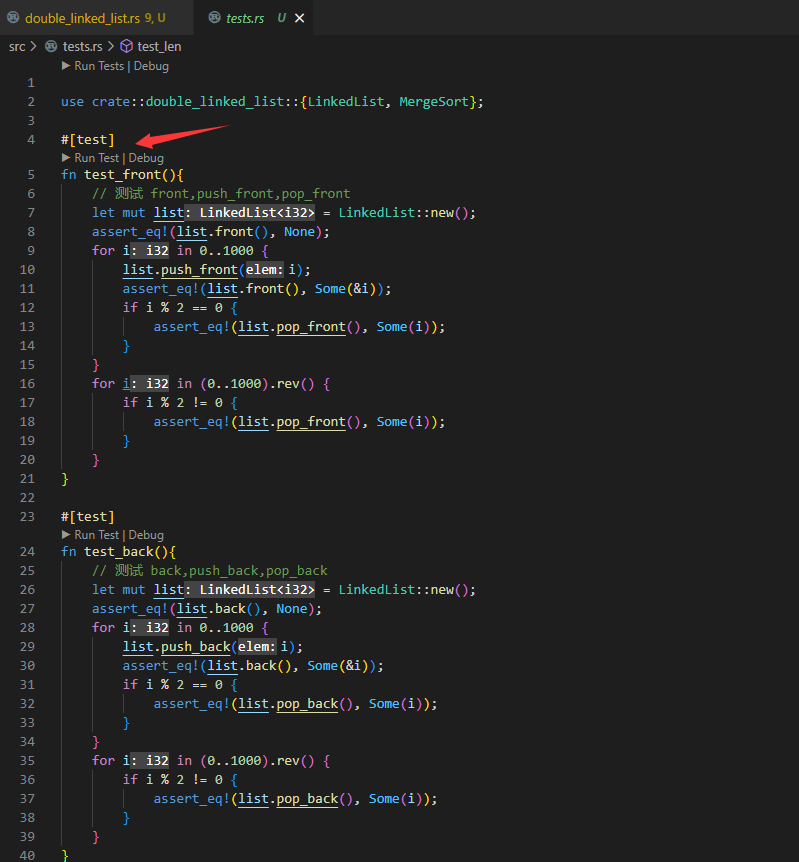 double_linked_list.rs 9, U tests.rs U
src > tests.rs > test_len
Run Tests | Debug
1
2 use crate::double_linked_list::{LinkedList, MergeSort};
3
4 #[test]
Run Test | Debug
5 fn test_front(){
6 // 测试 front,push_front,pop_front
7 let mut list: LinkedList<i32> = LinkedList::new();
8 assert_eq!(list.front(), None);
9 for i: i32 in 0..1000 {
10 list.push_front(elem: i);
11 assert_eq!(list.front(), Some(&i));
12 if i % 2 == 0 {
13 assert_eq!(list.pop_front(), Some(i));
14 }
15 }
16 for i: i32 in (0..1000).rev() {
17 if i % 2 != 0 {
18 assert_eq!(list.pop_front(), Some(i));
19 }
20 }
21 }
22
23 #[test]
Run Test | Debug
24 fn test_back(){
25 // 测试 back,push_back,pop_back
26 let mut list: LinkedList<i32> = LinkedList::new();
27 assert_eq!(list.back(), None);
28 for i: i32 in 0..1000 {
29 list.push_back(elem: i);
30 assert_eq!(list.back(), Some(&i));
31 if i % 2 == 0 {
32 assert_eq!(list.pop_back(), Some(i));
33 }
34 }
35 for i: i32 in (0..1000).rev() {
36 if i % 2 != 0 {
37 assert_eq!(list.pop_back(), Some(i));
38 }
39 }
40 }